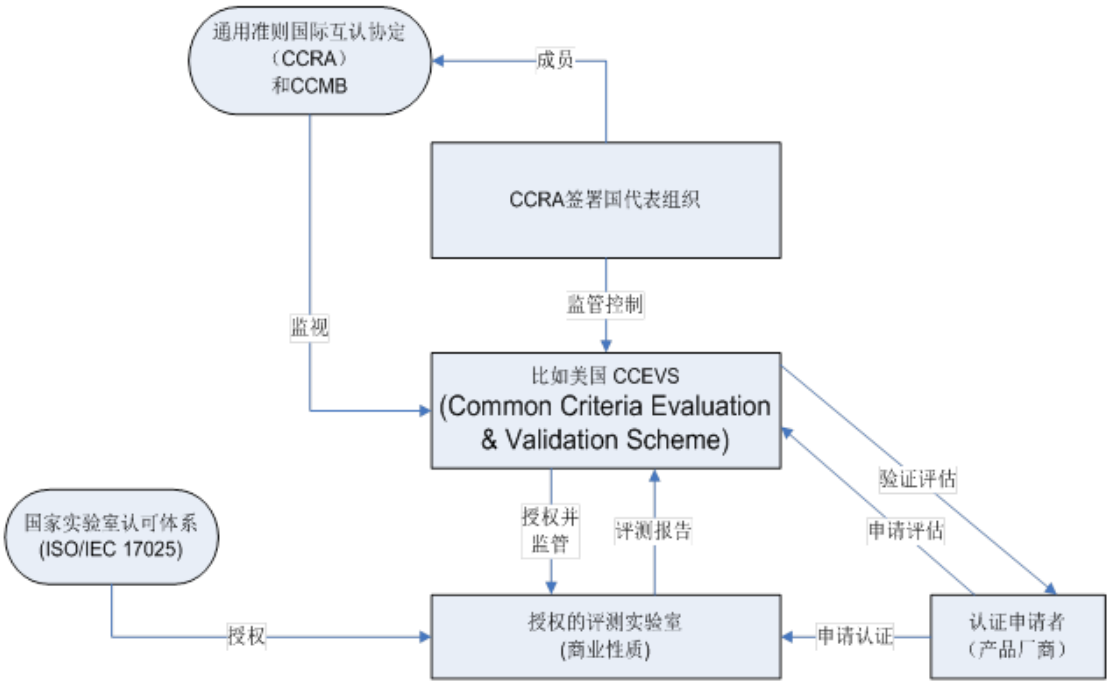 通用准则国际互认协定
（CCRA）
和CCMB
成员
CCRA签署国代表组织
监管控制
监视
比如美国 CCEVS
(Common Criteria Evaluation
& Validation Scheme)
验证评估
国家实验室认可体系
(ISO/IEC 17025)
授权并
监管
评测报告
申请评估
授权
授权的评测实验室
(商业性质)
申请认证
认证申请者
（产品厂商）